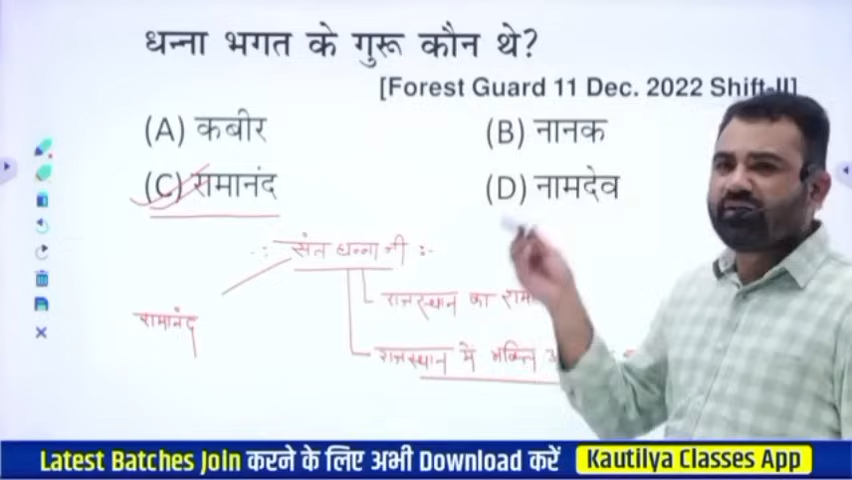 धन्ना भगत के गुरू कौन थे?
[Forest Guard 11 Dec. 2022 Shift-II]
(A) कबीर (B) नानक
(C) रामानंद (D) नामदेव
-: संत धन्ना जी :-
राजस्थान का
रामानंद
राजस्थान में भक्ति
Latest Batches Join करने के लिए अभी Download करें Kautilya Classes App